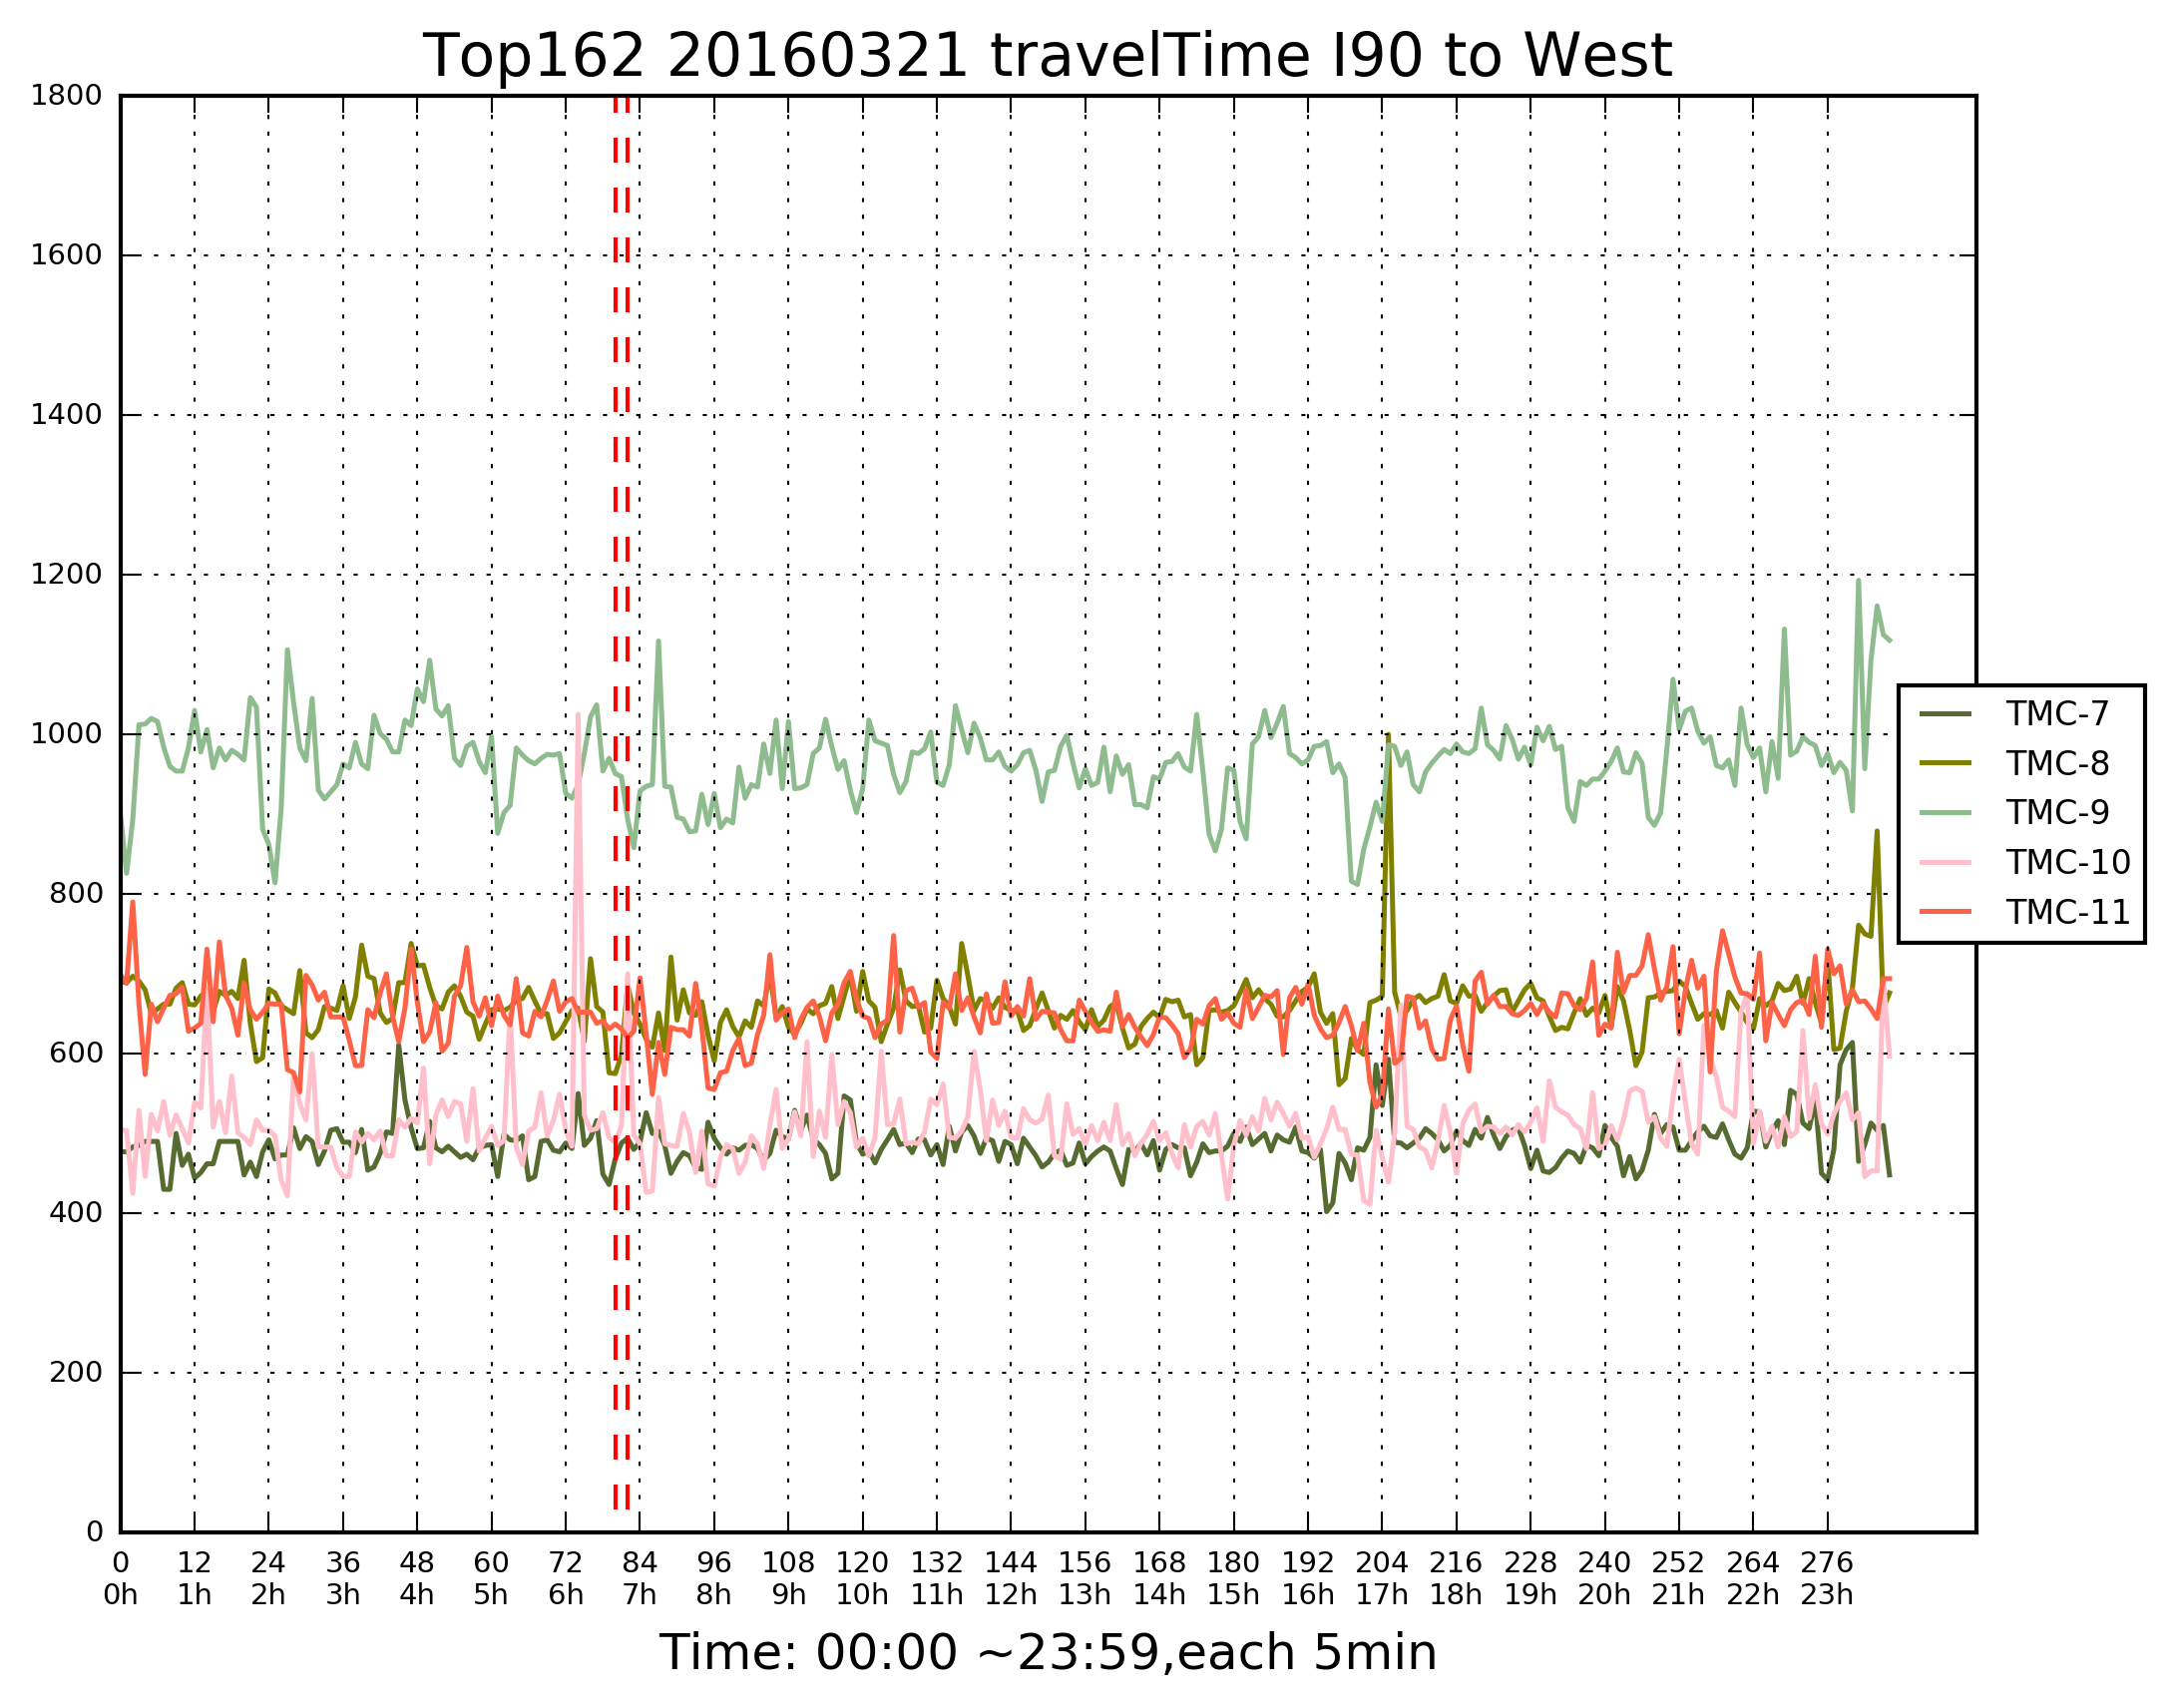 Top162 20160321 travelTime I90 to West
1800
1600
1400
1200
1000
800
600
400
200
0
TMC-7
TMC-8
TMC-9
TMC-10
TMC-11
0 12 24 36 48 60 72 84 96 108 120 132 144 156 168 180 192 204 216 228 240 252 264 276
0h 1h 2h 3h 4h 5h 6h 7h 8h 9h 10h 11h 12h 13h 14h 15h 16h 17h 18h 19h 20h 21h 22h 23h
Time: 00:00 ~23:59,each 5min